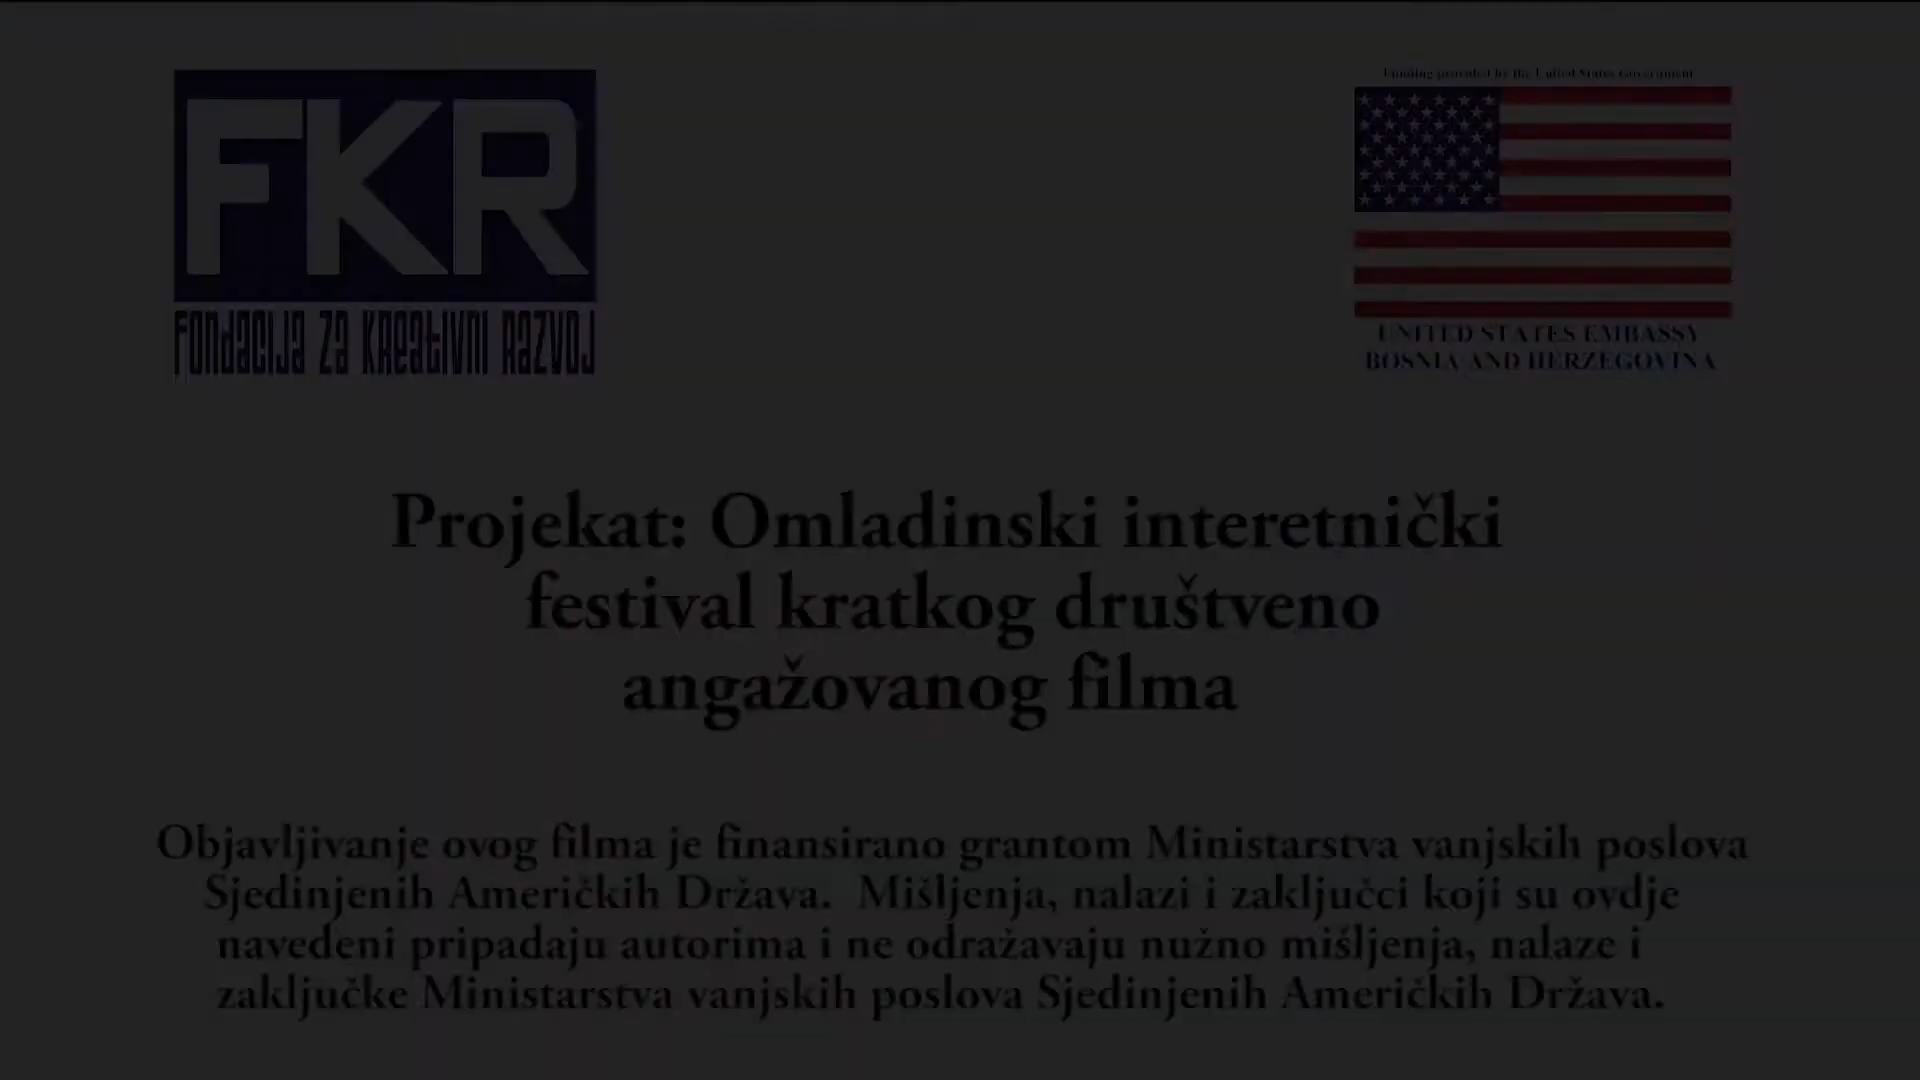 FKR
FONDACIJA ZA KREATIVNI RAZVOJ
Funding provided by the United States Government
UNITED STATES EMBASSY
BOSNIA AND HERZEGOVINA
Projekat: Omladinski interetnički
festival kratkog društveno
angažovanog filma
Objavljivanje ovog filma je finansirano grantom Ministarstva vanjskih poslova
Sjedinjenih Američkih Država. Mišljenja, nalazi i zaključci koji su ovdje
navedeni pripadaju autorima i ne odražavaju nužno mišljenja, nalaze i
zaključke Ministarstva vanjskih poslova Sjedinjenih Američkih Država.